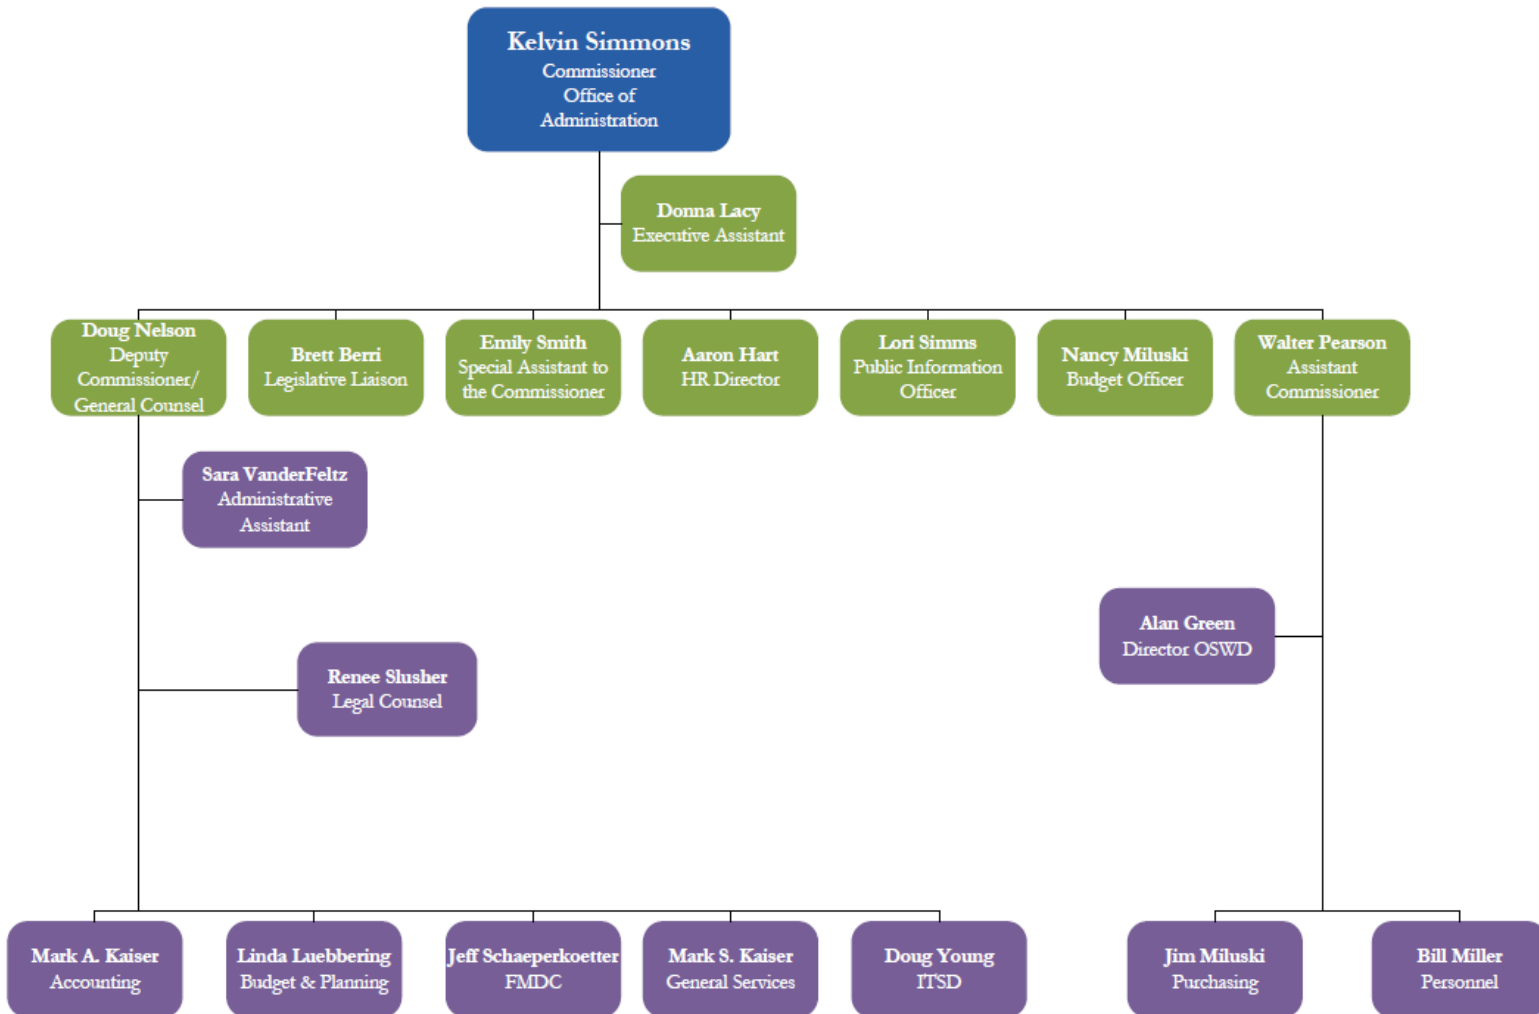 Kelvin Simmons
Commissioner
Office of
Administration
Donna Lacy
Executive Assistant
Doug Nelson
Deputy
Commissioner/
General Counsel
Brett Berri
Legislative Liaison
Emily Smith
Special Assistant to
the Commissioner
Aaron Hart
HR Director
Lori Simms
Public Information
Officer
Nancy Miluski
Budget Officer
Walter Pearson
Assistant
Commissioner
Sara VanderFeltz
Administrative
Assistant
Alan Green
Director OSWD
Renee Slusher
Legal Counsel
Mark A. Kaiser
Accounting
Linda Luebbering
Budget & Planning
Jeff Schaeperkoetter
FMDC
Mark S. Kaiser
General Services
Doug Young
ITSD
Jim Miluski
Purchasing
Bill Miller
Personnel